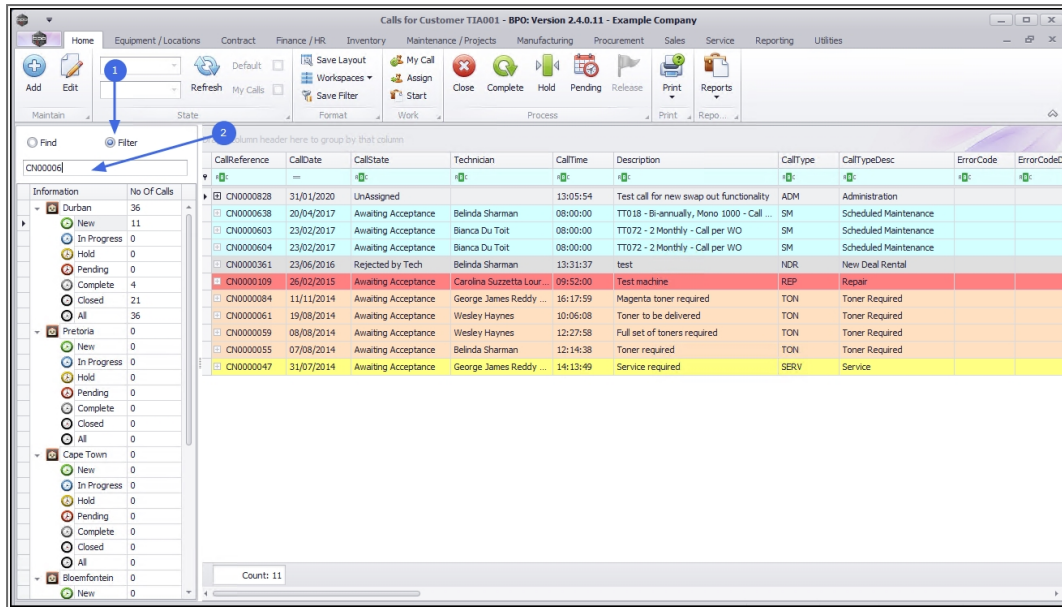 Calls for Customer TIA001 - BPO: Version 2.4.0.11 - Example Company
Home Equipment / Locations Contract Finance / HR Inventory Maintenance / Projects Manufacturing Procurement Sales Service Reporting Utilities
Add Edit Refresh Default My Calls Save Layout Workspaces Save Filter My Call Assign Start Close Complete Hold Pending Release Print Reports
Maintain State Format Work Process Print Repo...
1
2
Find Filter
column header here to group by that column
CN00006
CallReference CallDate CallState Technician CallTime Description CallType CallTypeDesc ErrorCode ErrorCodeD
CN0000828 31/01/2020 UnAssigned 13:05:54 Test call for new swap out functionality ADM Administration
CN0000638 20/04/2017 Awaiting Acceptance Belinda Sharman 08:00:00 TT018 - Bi-annually, Mono 1000 - Call ... SM Scheduled Maintenance
CN0000603 23/02/2017 Awaiting Acceptance Bianca Du Toit 08:00:00 TT072 - 2 Monthly - Call per WO SM Scheduled Maintenance
CN0000604 23/02/2017 Awaiting Acceptance Bianca Du Toit 08:00:00 TT072 - 2 Monthly - Call per WO SM Scheduled Maintenance
CN0000361 23/06/2016 Rejected by Tech Belinda Sharman 13:31:37 test NDR New Deal Rental
CN0000109 26/02/2015 Awaiting Acceptance Carolina Suzzetta Lour... 09:52:00 Test machine REP Repair
CN0000084 11/11/2014 Awaiting Acceptance George James Reddy ... 16:17:59 Magenta toner required TON Toner Required
CN0000061 19/08/2014 Awaiting Acceptance Wesley Haynes 10:06:08 Toner to be delivered TON Toner Required
CN0000059 08/08/2014 Awaiting Acceptance Wesley Haynes 12:27:58 Full set of toners required TON Toner Required
CN0000055 07/08/2014 Awaiting Acceptance Belinda Sharman 12:14:38 Toner required TON Toner Required
CN0000047 31/07/2014 Awaiting Acceptance George James Reddy ... 14:13:49 Service required SERV Service
Information No Of Calls
Durban 36
New 11
In Progress 0
Hold 0
Pending 0
Complete 4
Closed 21
All 36
Pretoria 0
New 0
In Progress 0
Hold 0
Pending 0
Complete 0
Closed 0
All 0
Cape Town 0
New 0
In Progress 0
Hold 0
Pending 0
Complete 0
Closed 0
All 0
Bloemfontein 0
New 0
Count: 11